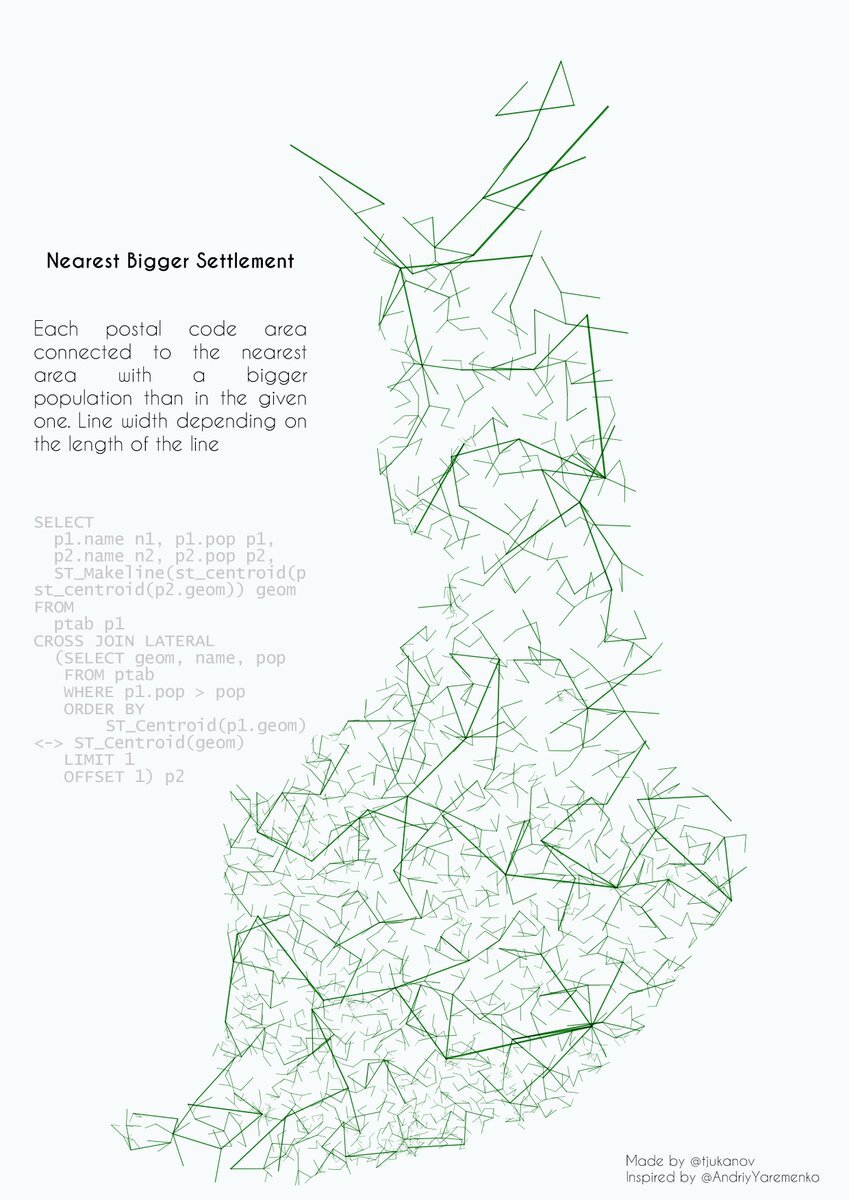 Nearest Bigger Settlement
Each postal code area
connected to the nearest
area with a bigger
population than in the given
one. Line width depending on
the length of the line
SELECT
p1.name n1, p1.pop p1,
p2.name n2, p2.pop p2,
ST_Makeline(st_centroid(p
st_centroid(p2.geom)) geom
FROM
ptab p1
CROSS JOIN LATERAL
(SELECT geom, name, pop
FROM ptab
WHERE p1.pop > pop
ORDER BY
ST_Centroid(p1.geom)
<-> ST_Centroid(geom)
LIMIT 1
OFFSET 1) p2
Made by @tjukanov
Inspired by @AndriyYaremenko